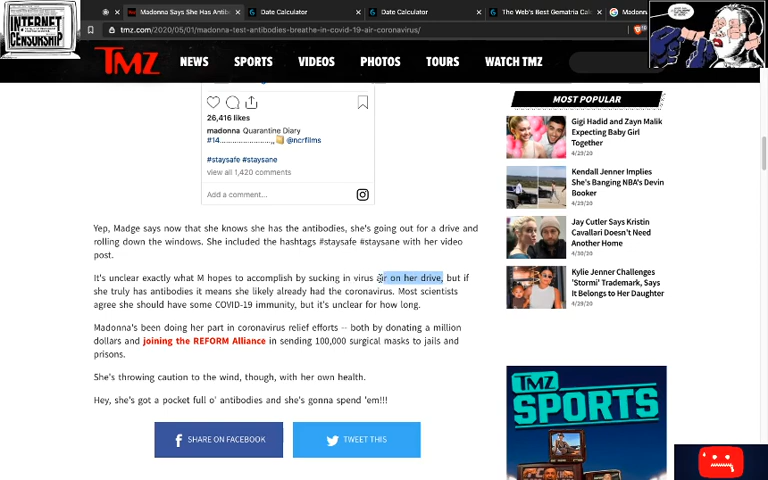 INTERNET
CENSORSHIP
Madonna Says She Has Antib
Date Calculator
Date Calculator
The Web's Best Gematria Cal
Madonn
tmz.com/2020/05/01/madonna-test-antibodies-breathe-in-covid-19-air-coronavirus/
TMZ
NEWS
SPORTS
VIDEOS
PHOTOS
TOURS
WATCH TMZ
26,416 likes
madonna Quarantine Diary
#14........................,, @ncrfilms
#staysafe #staysane
view all 1,420 comments
Add a comment...
Yep, Madge says now that she knows she has the antibodies, she's going out for a drive and
rolling down the windows. She included the hashtags #staysafe #staysane with her video
post.
It's unclear exactly what M hopes to accomplish by sucking in virus air on her drive, but if
she truly has antibodies it means she likely already had the coronavirus. Most scientists
agree she should have some COVID-19 immunity, but it's unclear for how long.
Madonna's been doing her part in coronavirus relief efforts -- both by donating a million
dollars and joining the REFORM Alliance in sending 100,000 surgical masks to jails and
prisons.
She's throwing caution to the wind, though, with her own health.
Hey, she's got a pocket full o' antibodies and she's gonna spend 'em!!!
SHARE ON FACEBOOK
TWEET THIS
MOST POPULAR
Gigi Hadid and Zayn Malik
Expecting Baby Girl
Together
4/29/20
Kendall Jenner Implies
She's Banging NBA's Devin
Booker
4/29/20
Jay Cutler Says Kristin
Cavallari Doesn't Need
Another Home
4/30/20
Kylie Jenner Challenges
'Stormi' Trademark, Says
It Belongs to Her Daughter
4/29/20
TMZ
SPORTS